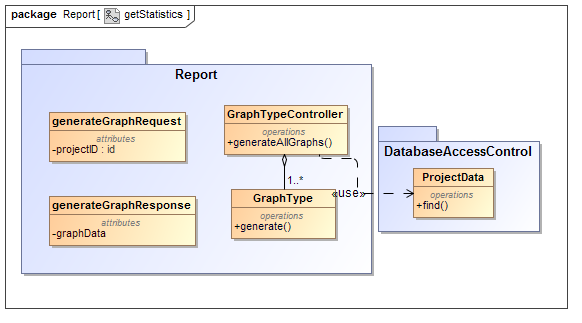 package Report [ getStatistics ]
Report
generateGraphRequest
attributes
-projectID : id
GraphTypeController
operations
+generateAllGraphs()
DatabaseAccessControl
ProjectData
operations
+find()
1..*
«use»
generateGraphResponse
attributes
-graphData
GraphType
operations
+generate()